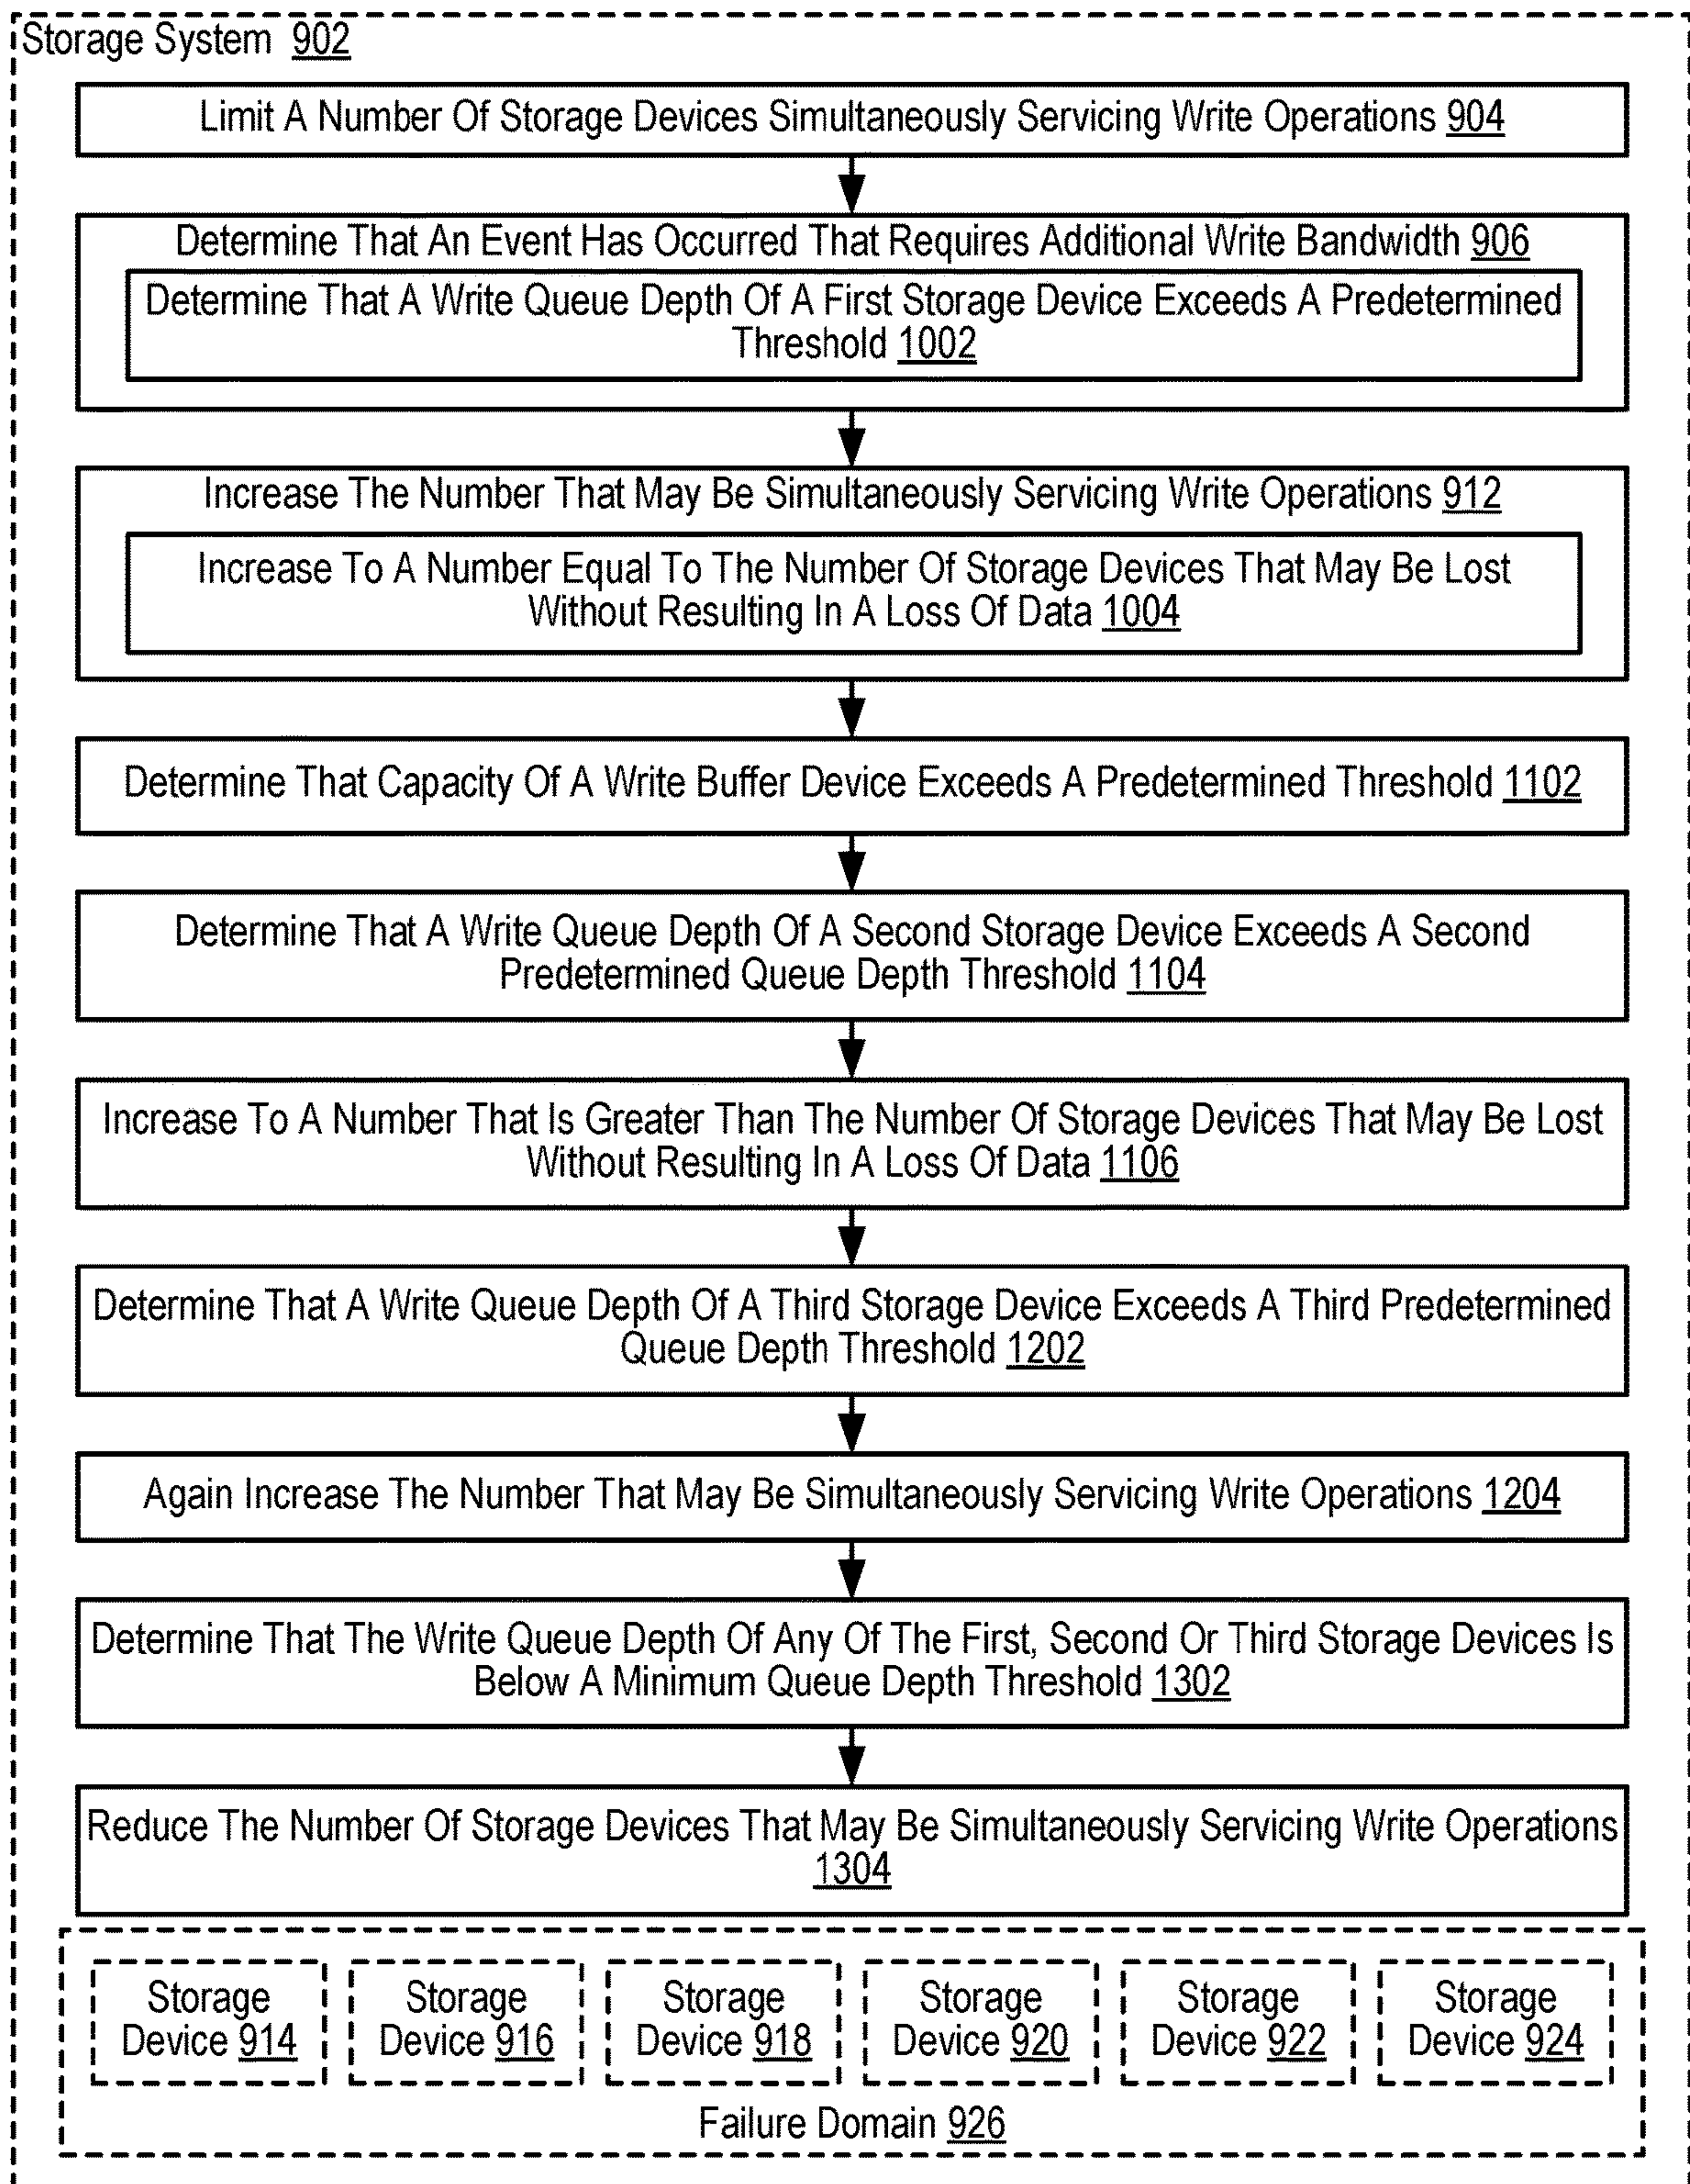 Storage System 902
Limit A Number Of Storage Devices Simultaneously Servicing Write Operations 904
Determine That An Event Has Occurred That Requires Additional Write Bandwidth 906
Determine That A Write Queue Depth Of A First Storage Device Exceeds A Predetermined
Threshold 1002
Increase The Number That May Be Simultaneously Servicing Write Operations 912
Increase To A Number Equal To The Number Of Storage Devices That May Be Lost
Without Resulting In A Loss Of Data 1004
Determine That Capacity Of A Write Buffer Device Exceeds A Predetermined Threshold 1102
Determine That A Write Queue Depth Of A Second Storage Device Exceeds A Second
Predetermined Queue Depth Threshold 1104
Increase To A Number That Is Greater Than The Number Of Storage Devices That May Be Lost
Without Resulting In A Loss Of Data 1106
Determine That A Write Queue Depth Of A Third Storage Device Exceeds A Third Predetermined
Queue Depth Threshold 1202
Again Increase The Number That May Be Simultaneously Servicing Write Operations 1204
Determine That The Write Queue Depth Of Any Of The First, Second Or Third Storage Devices Is
Below A Minimum Queue Depth Threshold 1302
Reduce The Number Of Storage Devices That May Be Simultaneously Servicing Write Operations
1304
Storage
Device 914
Storage
Device 916
Storage
Device 918
Storage
Device 920
Storage
Device 922
Storage
Device 924
Failure Domain 926